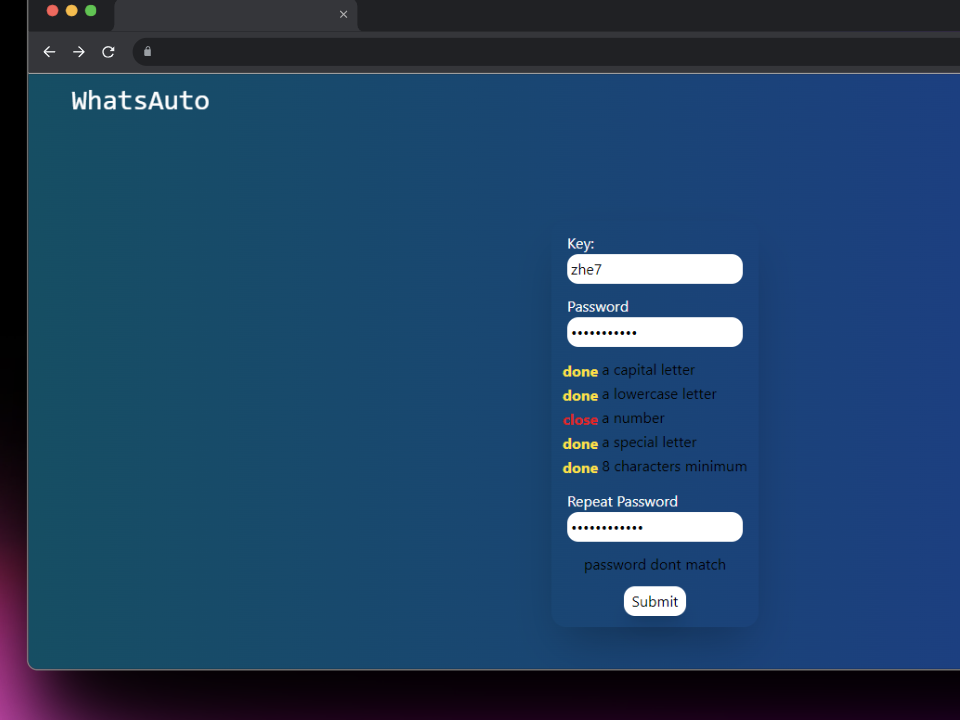 WhatsAuto
Key:
zhe7
Password
•••••••••••
done a capital letter
done a lowercase letter
close a number
done a special letter
done 8 characters minimum
Repeat Password
••••••••••••
password dont match
Submit